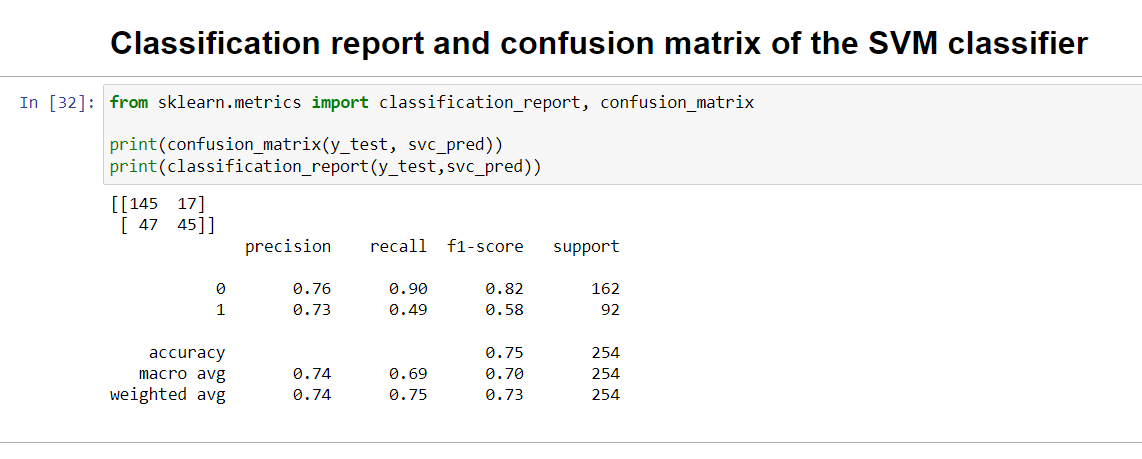 Classification report and confusion matrix of the SVM classifier
In [32]: from sklearn.metrics import classification_report, confusion_matrix
print(confusion_matrix(y_test, svc_pred))
print(classification_report(y_test,svc_pred))
[[145  17]
 [ 47  45]]
              precision    recall  f1-score   support
           0       0.76      0.90      0.82       162
           1       0.73      0.49      0.58        92
    accuracy                           0.75       254
   macro avg       0.74      0.69      0.70       254
weighted avg       0.74      0.75      0.73       254